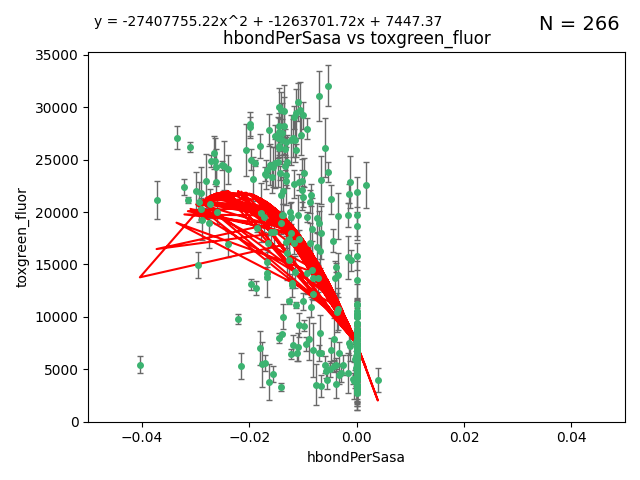 y = -27407755.22x^2 + -1263701.72x + 7447.37
N = 266
hbondPerSasa vs toxgreen_fluor
35000
30000
25000
20000
15000
10000
5000
0
toxgreen_fluor
−0.04
−0.02
0.00
0.02
0.04
hbondPerSasa